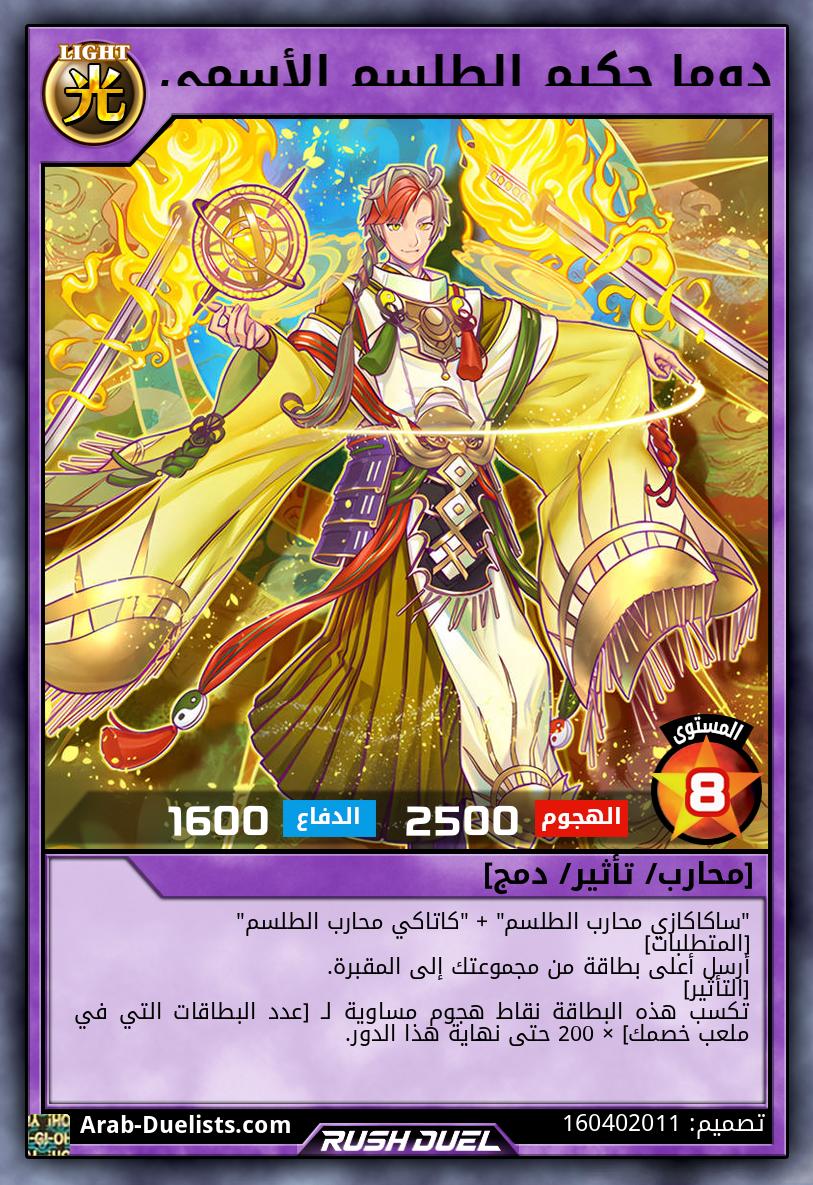 LIGHT
光
دوما حكيم الطلسم الأسمى
المستوى
8
الهجوم 2500 الدفاع 1600
[محارب/ تأثير/ دمج]
"ساكاكازي محارب الطلسم" + "كاتاكي محارب الطلسم"
[المتطلبات]
أرسل أعلى بطاقة من مجموعتك إلى المقبرة.
[التأثير]
تكسب هذه البطاقة نقاط هجوم مساوية لـ [عدد البطاقات التي في
ملعب خصمك] × 200 حتى نهاية هذا الدور.
تصميم: 160402011
Arab-Duelists.com
RUSH DUEL